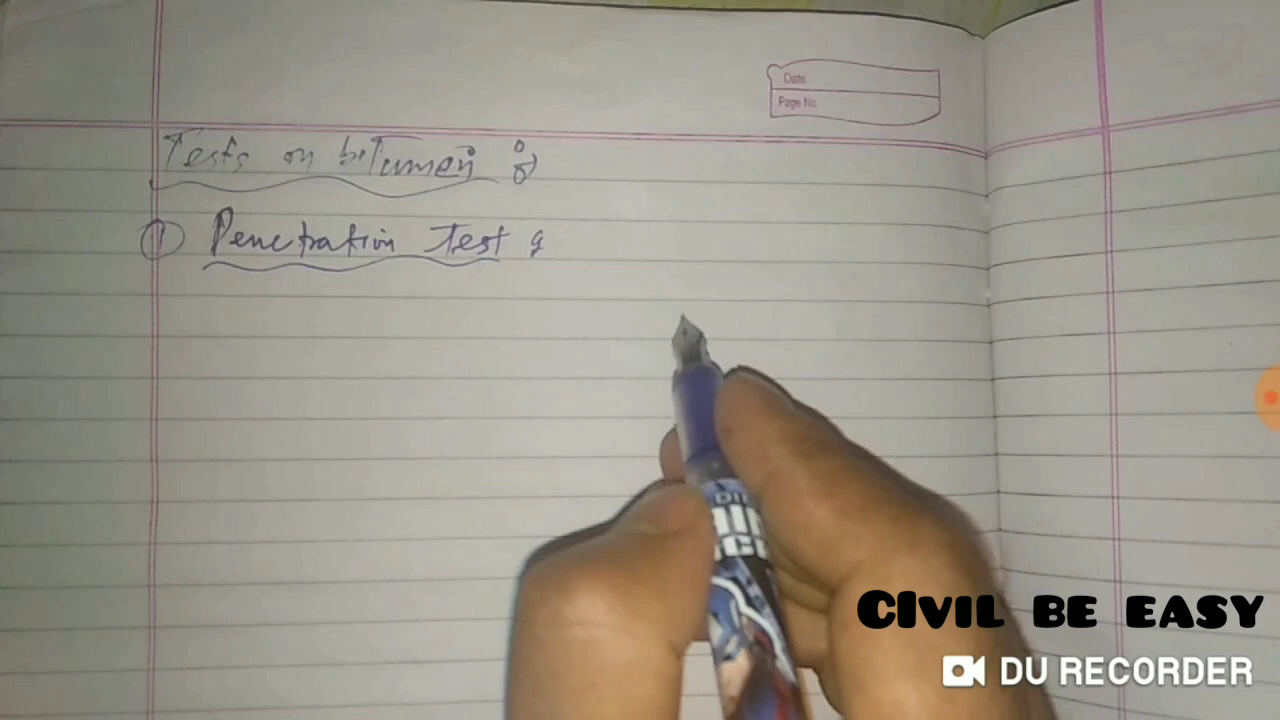 Date
Page No.
Tests on bitumen :
① Penetration Test :
CIVIL BE EASY
DU RECORDER